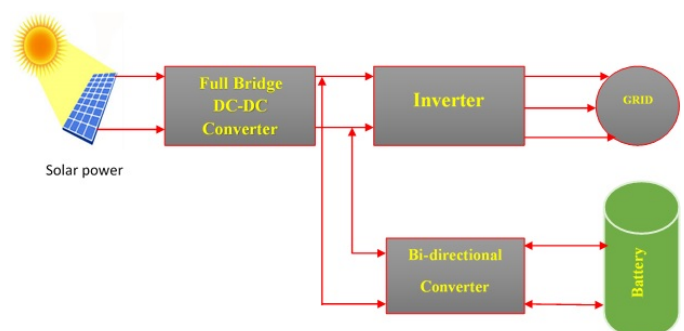 Full Bridge
DC-DC
Converter
Inverter
GRID
Solar power
Bi-directional
Converter
Battery